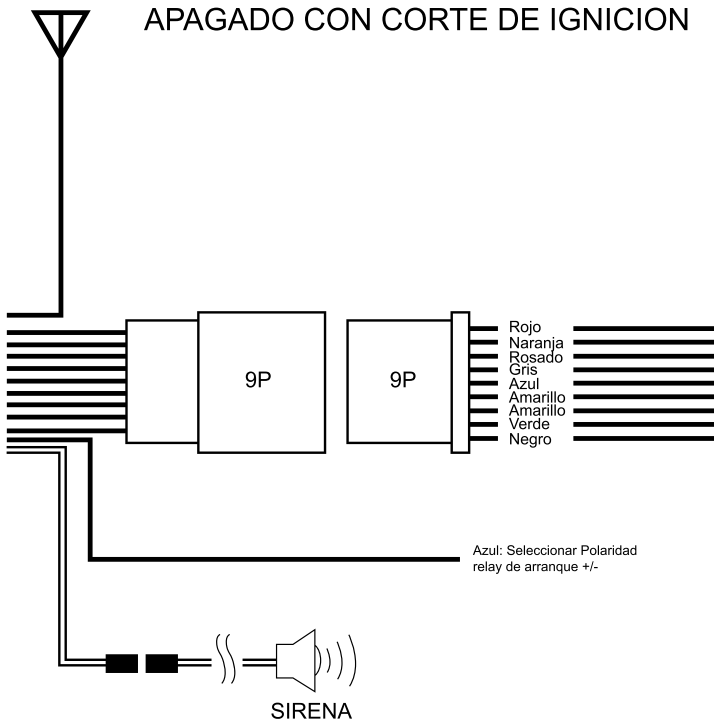 APAGADO CON CORTE DE IGNICION
9P
9P
Rojo
Naranja
Rosado
Gris
Azul
Amarillo
Amarillo
Verde
Negro
Azul: Seleccionar Polaridad
relay de arranque +/-
SIRENA